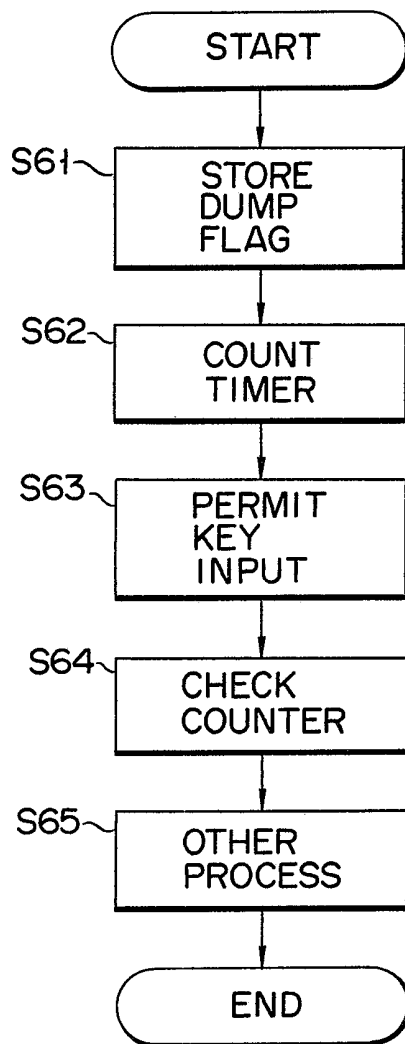 START
S61
STORE
DUMP
FLAG
S62
COUNT
TIMER
S63
PERMIT
KEY
INPUT
S64
CHECK
COUNTER
S65
OTHER
PROCESS
END